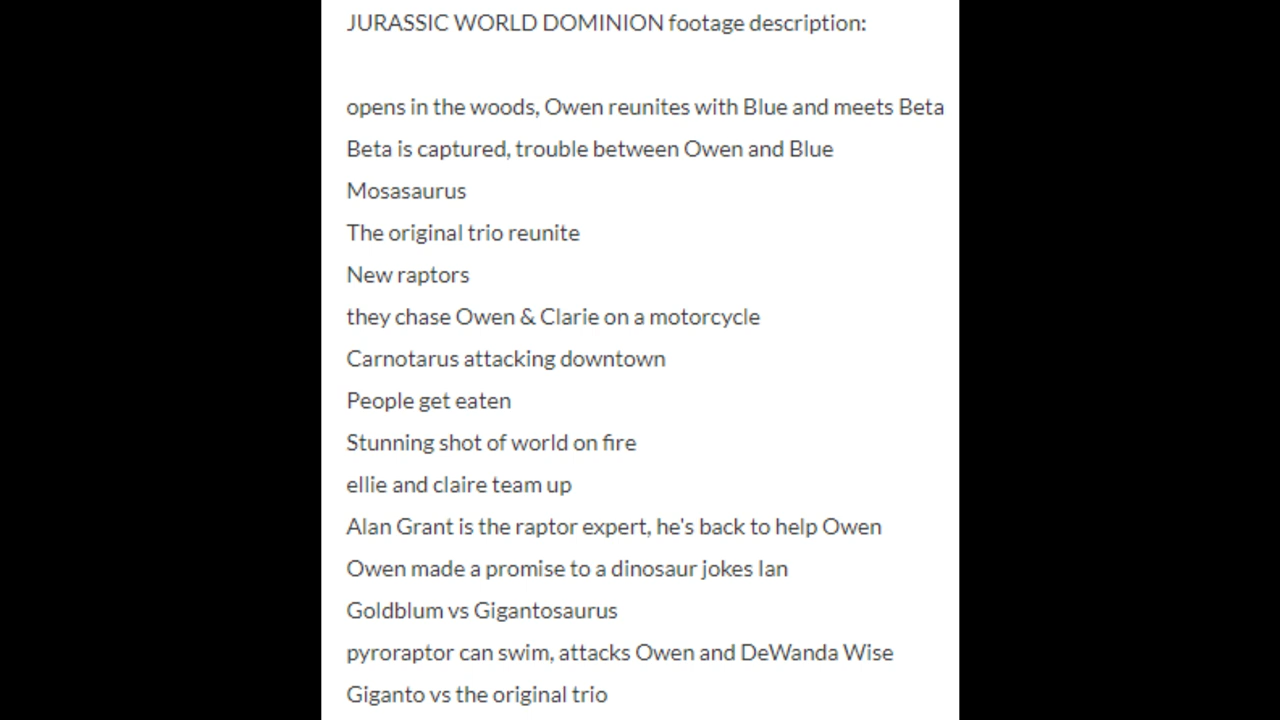 JURASSIC WORLD DOMINION footage description:
opens in the woods, Owen reunites with Blue and meets Beta
Beta is captured, trouble between Owen and Blue
Mosasaurus
The original trio reunite
New raptors
they chase Owen & Clarie on a motorcycle
Carnotarus attacking downtown
People get eaten
Stunning shot of world on fire
ellie and claire team up
Alan Grant is the raptor expert, he's back to help Owen
Owen made a promise to a dinosaur jokes Ian
Goldblum vs Gigantosaurus
pyroraptor can swim, attacks Owen and DeWanda Wise
Giganto vs the original trio